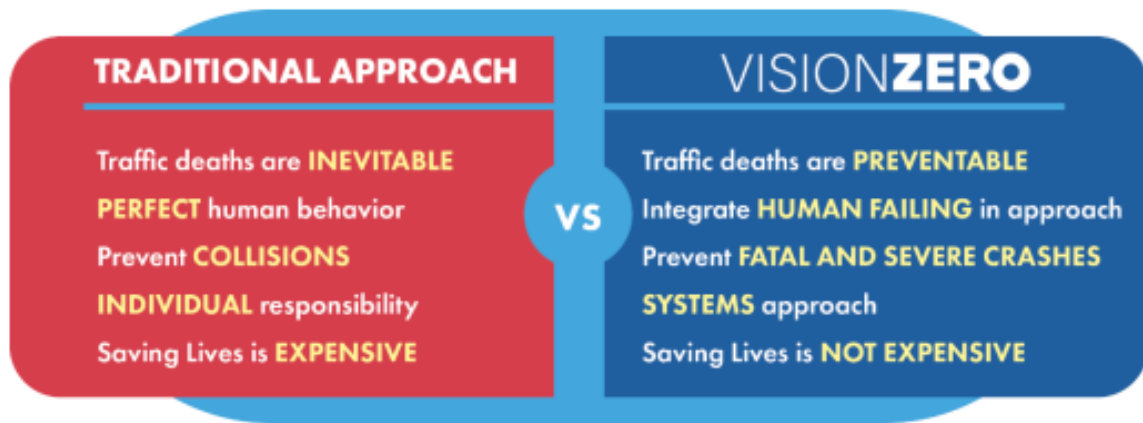 TRADITIONAL APPROACH
Traffic deaths are INEVITABLE
PERFECT human behavior
Prevent COLLISIONS
INDIVIDUAL responsibility
Saving Lives is EXPENSIVE
VS
VISIONZERO
Traffic deaths are PREVENTABLE
Integrate HUMAN FAILING in approach
Prevent FATAL AND SEVERE CRASHES
SYSTEMS approach
Saving Lives is NOT EXPENSIVE